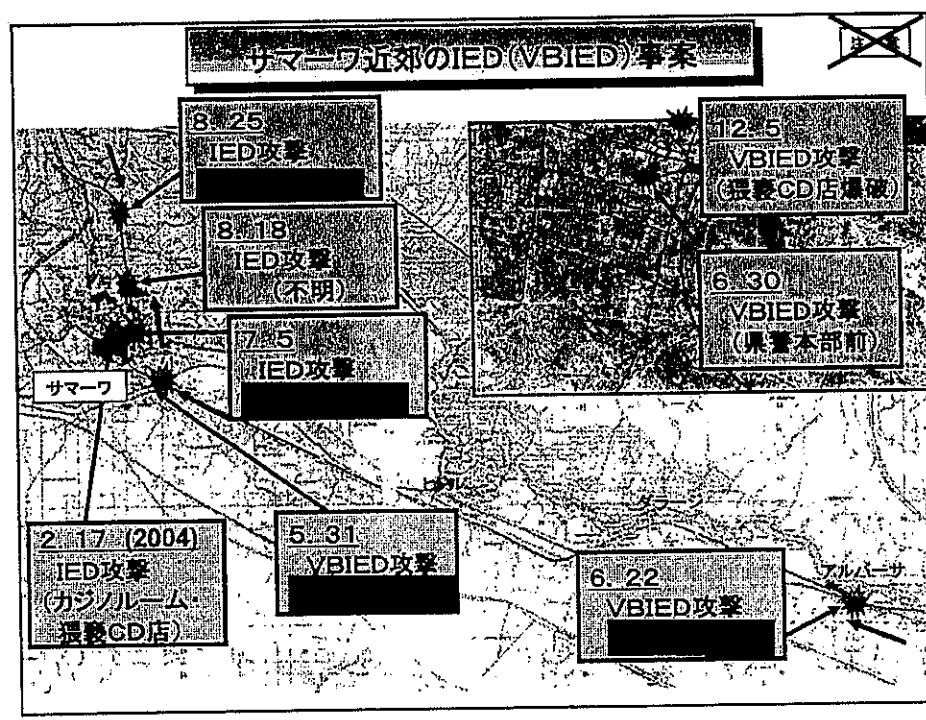 サマーワ近郊のIED(VBIED)事案
8. 25
IED攻撃
8. 18
IED攻撃
(不明)
7. 5
IED攻撃
サマーワ
2. 17 (2004)
IED攻撃
(カジノルーム・
猥褻CD店)
5. 31
VBIED攻撃
12. 5
VBIED攻撃
(猥褻CD店爆破)
6. 30
VBIED攻撃
(県警本部前)
6. 22
VBIED攻撃
アルバーサ